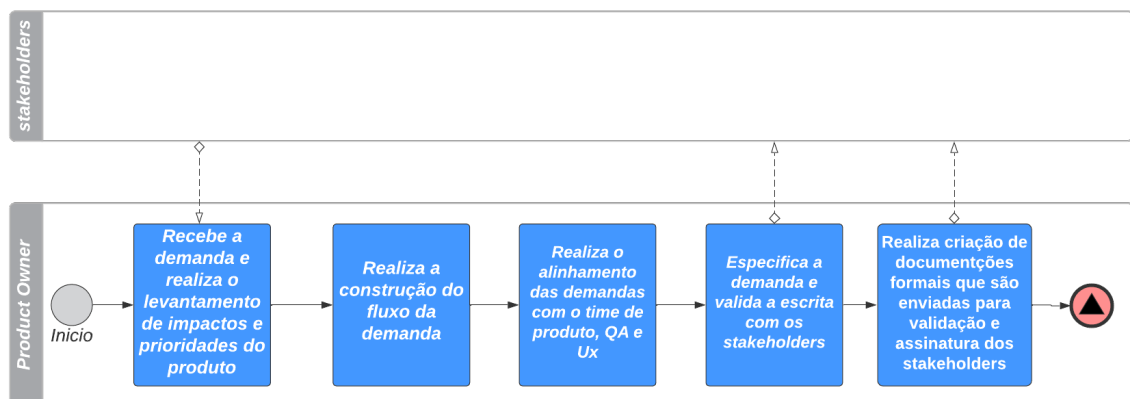 stakeholders
Product Owner
Inicio
Recebe a
demanda e
realiza o
levantamento
de impactos e
prioridades do
produto
Realiza a
construção do
fluxo da
demanda
Realiza o
alinhamento
das demandas
com o time de
produto, QA e
Ux
Especifica a
demanda e
valida a escrita
com os
stakeholders
Realiza criação de
documentções
formais que são
enviadas para
validação e
assinatura dos
stakeholders